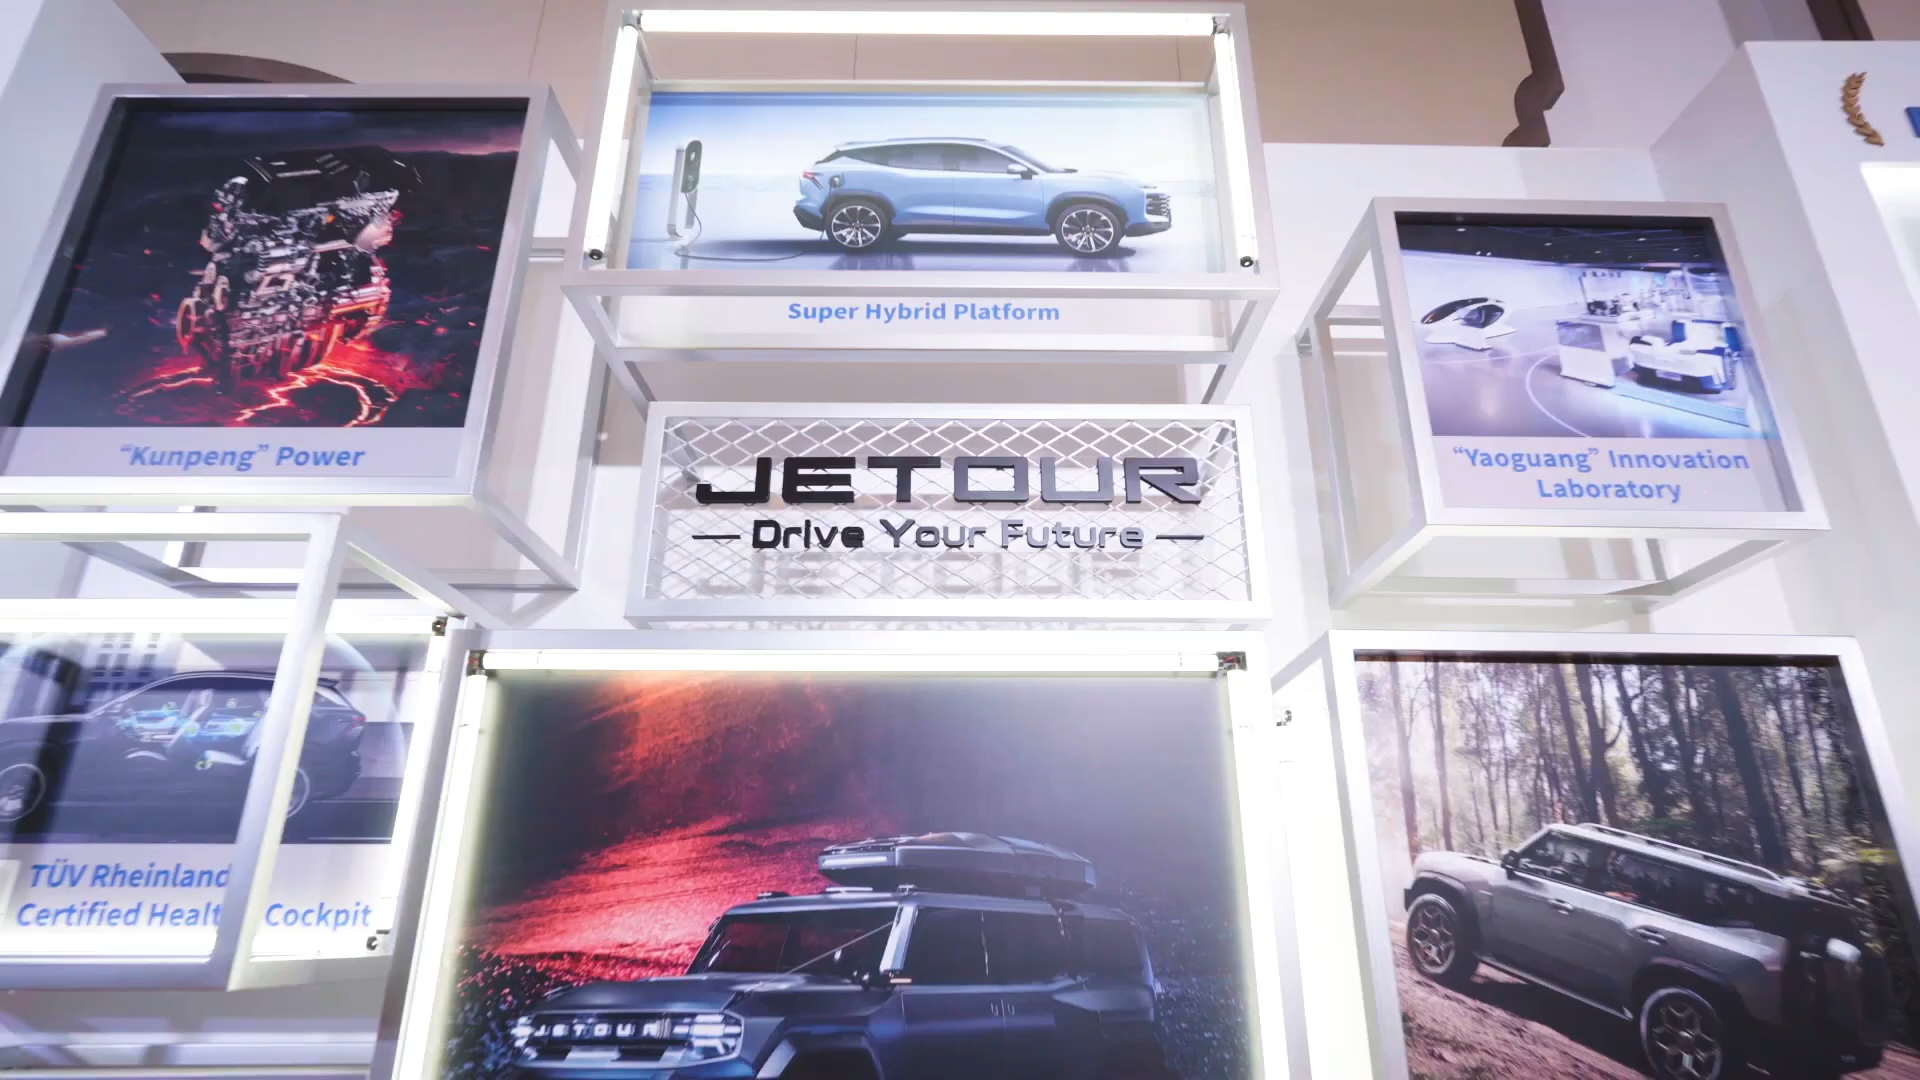 Super Hybrid Platform
“Kunpeng” Power
“Yaoguang” Innovation
Laboratory
JETOUR
Drive Your Future
TÜV Rheinland
Certified Healt Cockpit
JETOUR